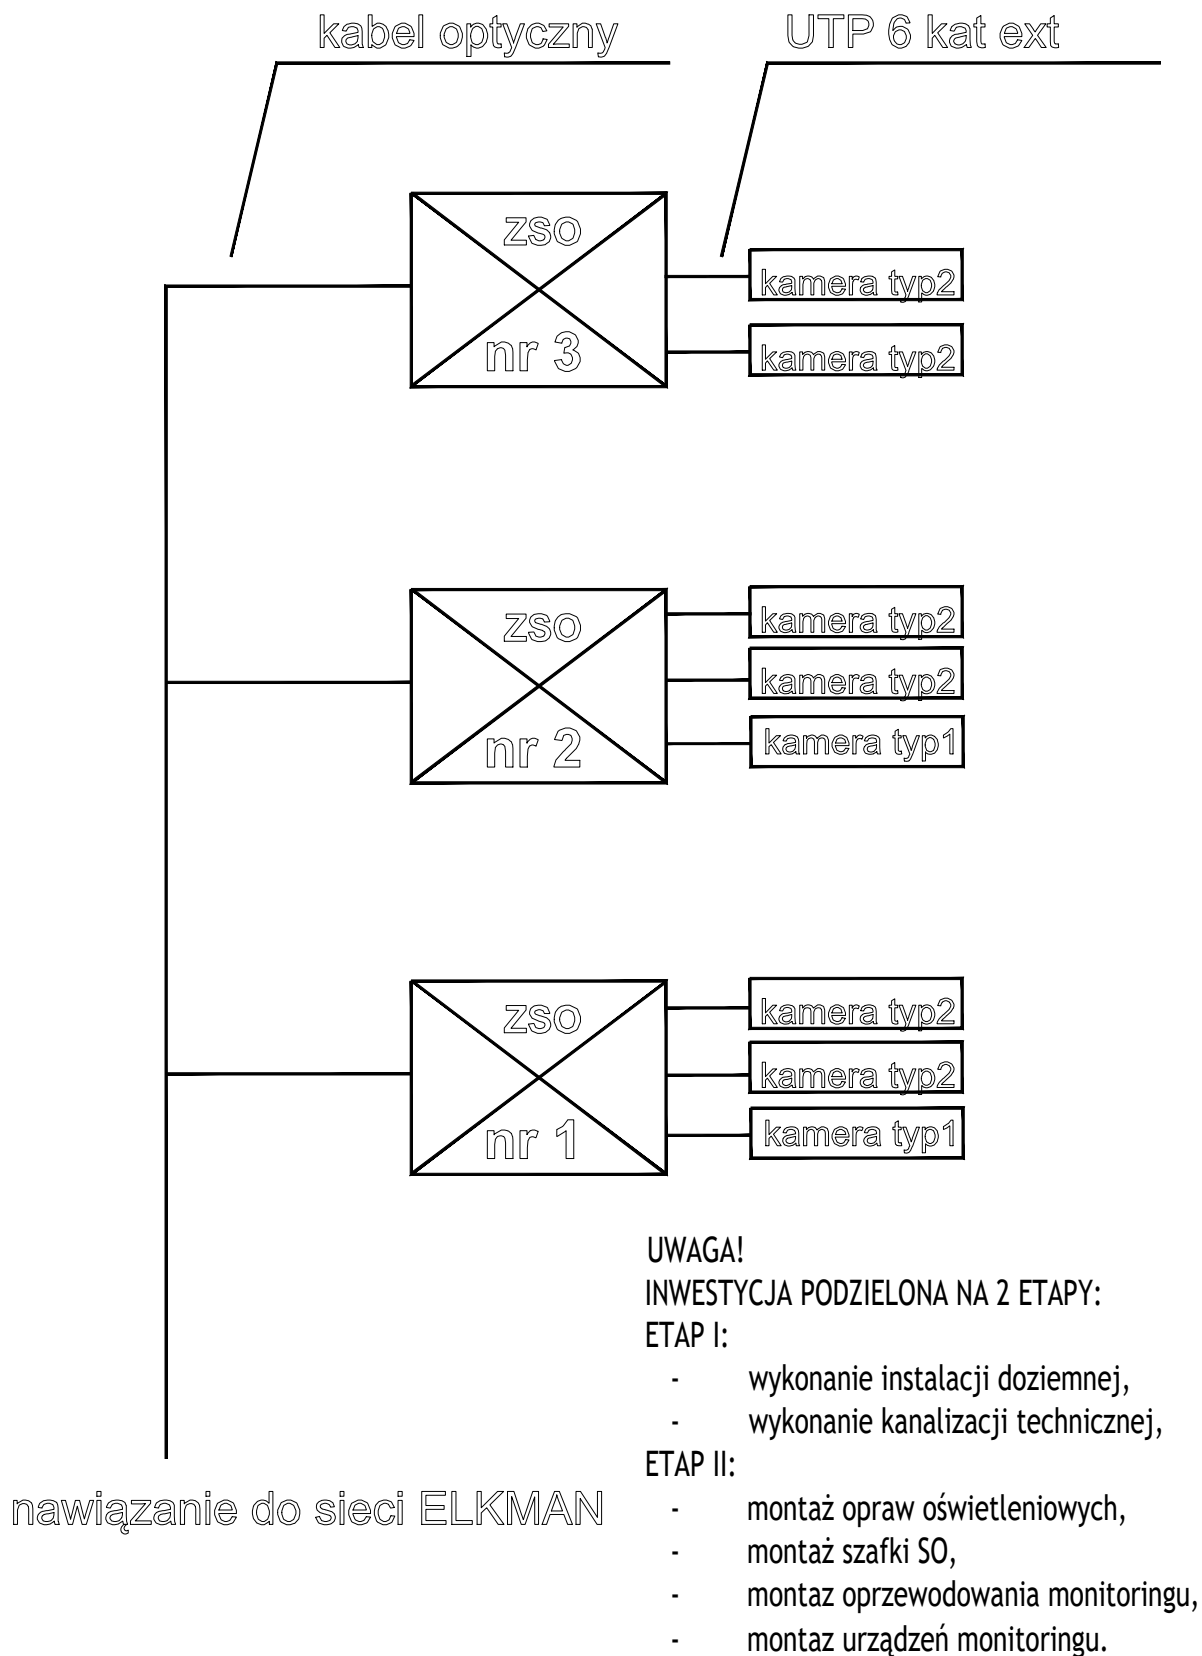 kabel optyczny
UTP 6 kat ext
ZSO
nr 3
kamera typ2
kamera typ2
ZSO
nr 2
kamera typ2
kamera typ2
kamera typ1
ZSO
nr 1
kamera typ2
kamera typ2
kamera typ1
nawiązanie do sieci ELKMAN
UWAGA!
INWESTYCJA PODZIELONA NA 2 ETAPY:
ETAP I:
- wykonanie instalacji doziemnej,
- wykonanie kanalizacji technicznej,
ETAP II:
- montaż opraw oświetleniowych,
- montaż szafki SO,
- montaz oprzewodowania monitoringu,
- montaz urządzeń monitoringu.